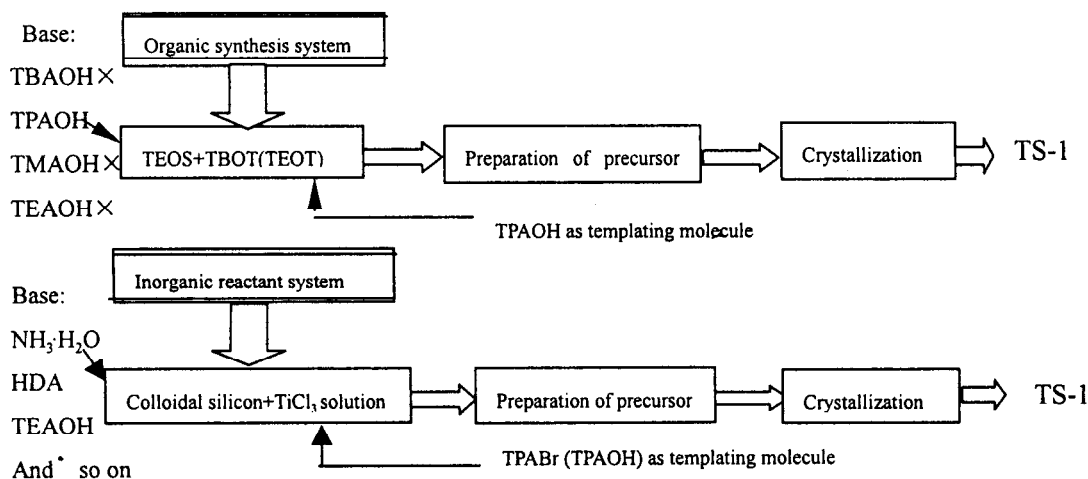 Base:
Organic synthesis system
TBAOH×
TPAOH
TEOS+TBOT(TEOT)
Preparation of precursor
Crystallization
TS-1
TMAOH×
TEAOH×
TPAOH as templating molecule
Inorganic reactant system
Base:
NH₃·H₂O
HDA
Colloidal silicon+TiCl₃ solution
Preparation of precursor
Crystallization
TS-1
TEAOH
TPABr (TPAOH) as templating molecule
And so on